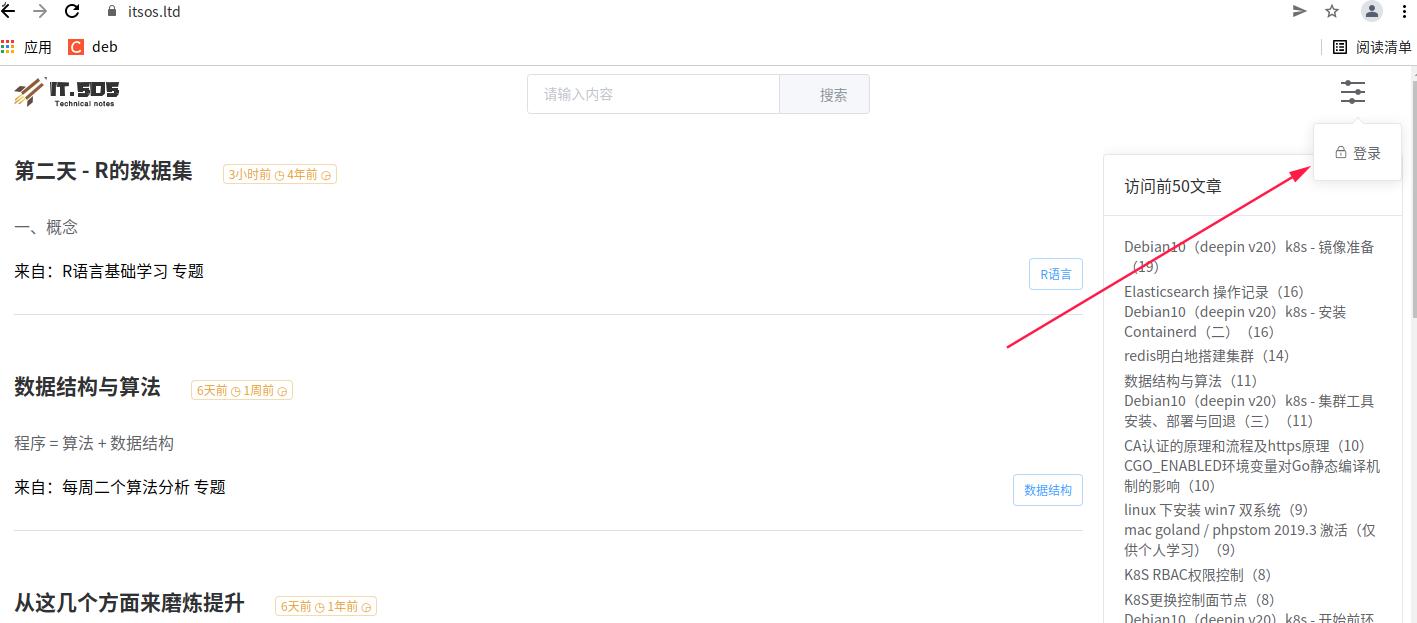 itsos.ltd
应用
deb
阅读清单
IT.SOS
Technical notes
请输入内容
搜索
登录
第二天 - R的数据集
3小时前 4年前
一、概念
来自：R语言基础学习 专题
R语言
数据结构与算法
6天前 1周前
程序 = 算法 + 数据结构
来自：每周二个算法分析 专题
数据结构
从这几个方面来磨炼提升
6天前 1年前
访问前50文章
Debian10（deepin v20）k8s - 镜像准备
（19）
Elasticsearch 操作记录（16）
Debian10（deepin v20）k8s - 安装
Containerd（二）（16）
redis明白地搭建集群（14）
数据结构与算法（11）
Debian10（deepin v20）k8s - 集群工具
安装、部署与回退（三）（11）
CA认证的原理和流程及https原理（10）
CGO_ENABLED环境变量对Go静态编译机
制的影响（10）
linux 下安装 win7 双系统（9）
mac goland / phpstom 2019.3 激活（仅
供个人学习）（9）
K8S RBAC权限控制（8）
K8S更换控制面节点（8）
Debian10（deepin v20）k8s - 开始前环